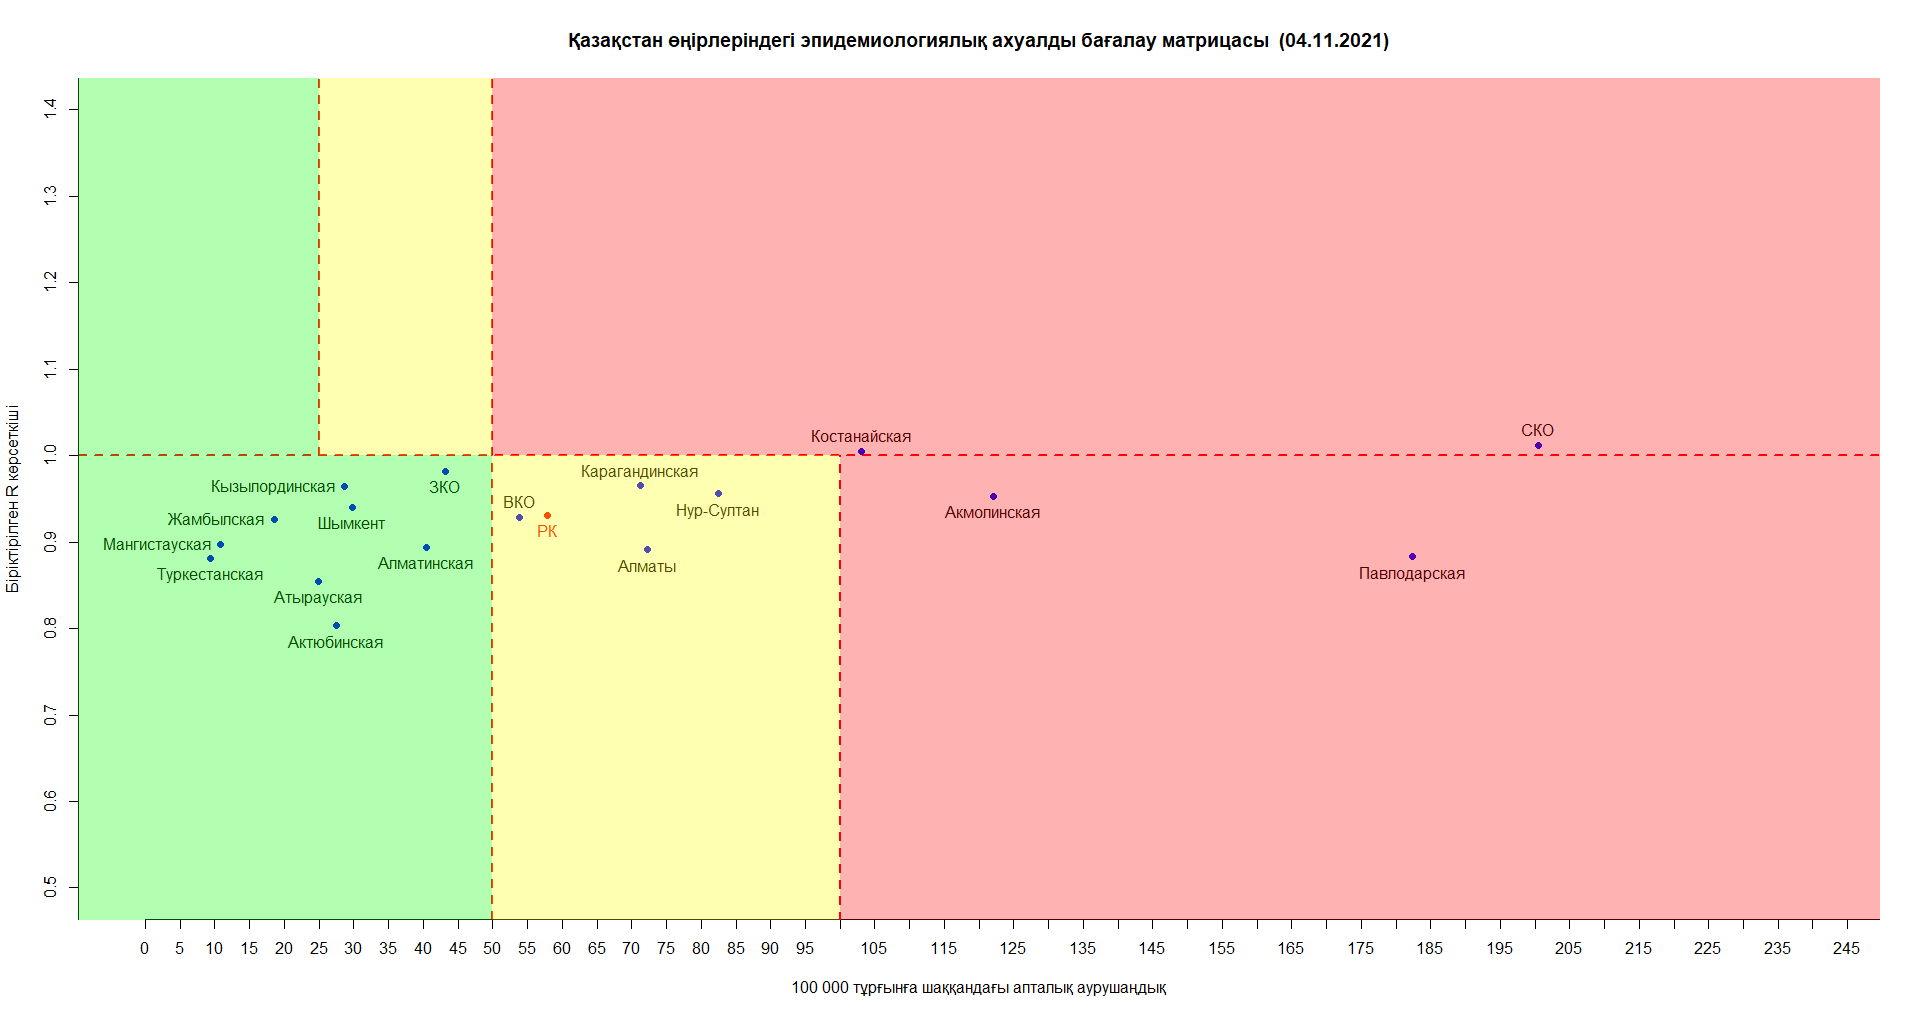 Қазақстан өңірлеріндегі эпидемиологиялық ахуалды бағалау матрицасы (04.11.2021)
Біріктірілген R көрсеткіші
1.4
1.3
1.2
1.1
1.0
0.9
0.8
0.7
0.6
0.5
Костанайская
СКО
Карагандинская
Кызылординская
ЗКО
ВКО
Нур-Султан
Акмолинская
Жамбылская
Шымкент
РК
Мангистауская
Алматинская
Алматы
Туркестанская
Павлодарская
Атырауская
Актюбинская
0 5 10 15 20 25 30 35 40 45 50 55 60 65 70 75 80 85 90 95 105 115 125 135 145 155 165 175 185 195 205 215 225 235 245
100 000 тұрғынға шаққандағы апталық аурушаңдық